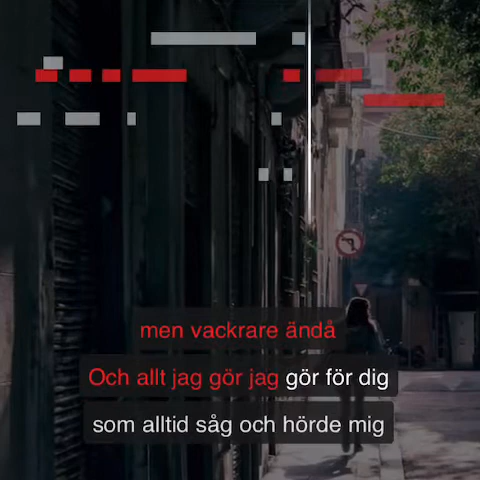 men vackrare ändå
Och allt jag gör jag gör för dig
som alltid såg och hörde mig